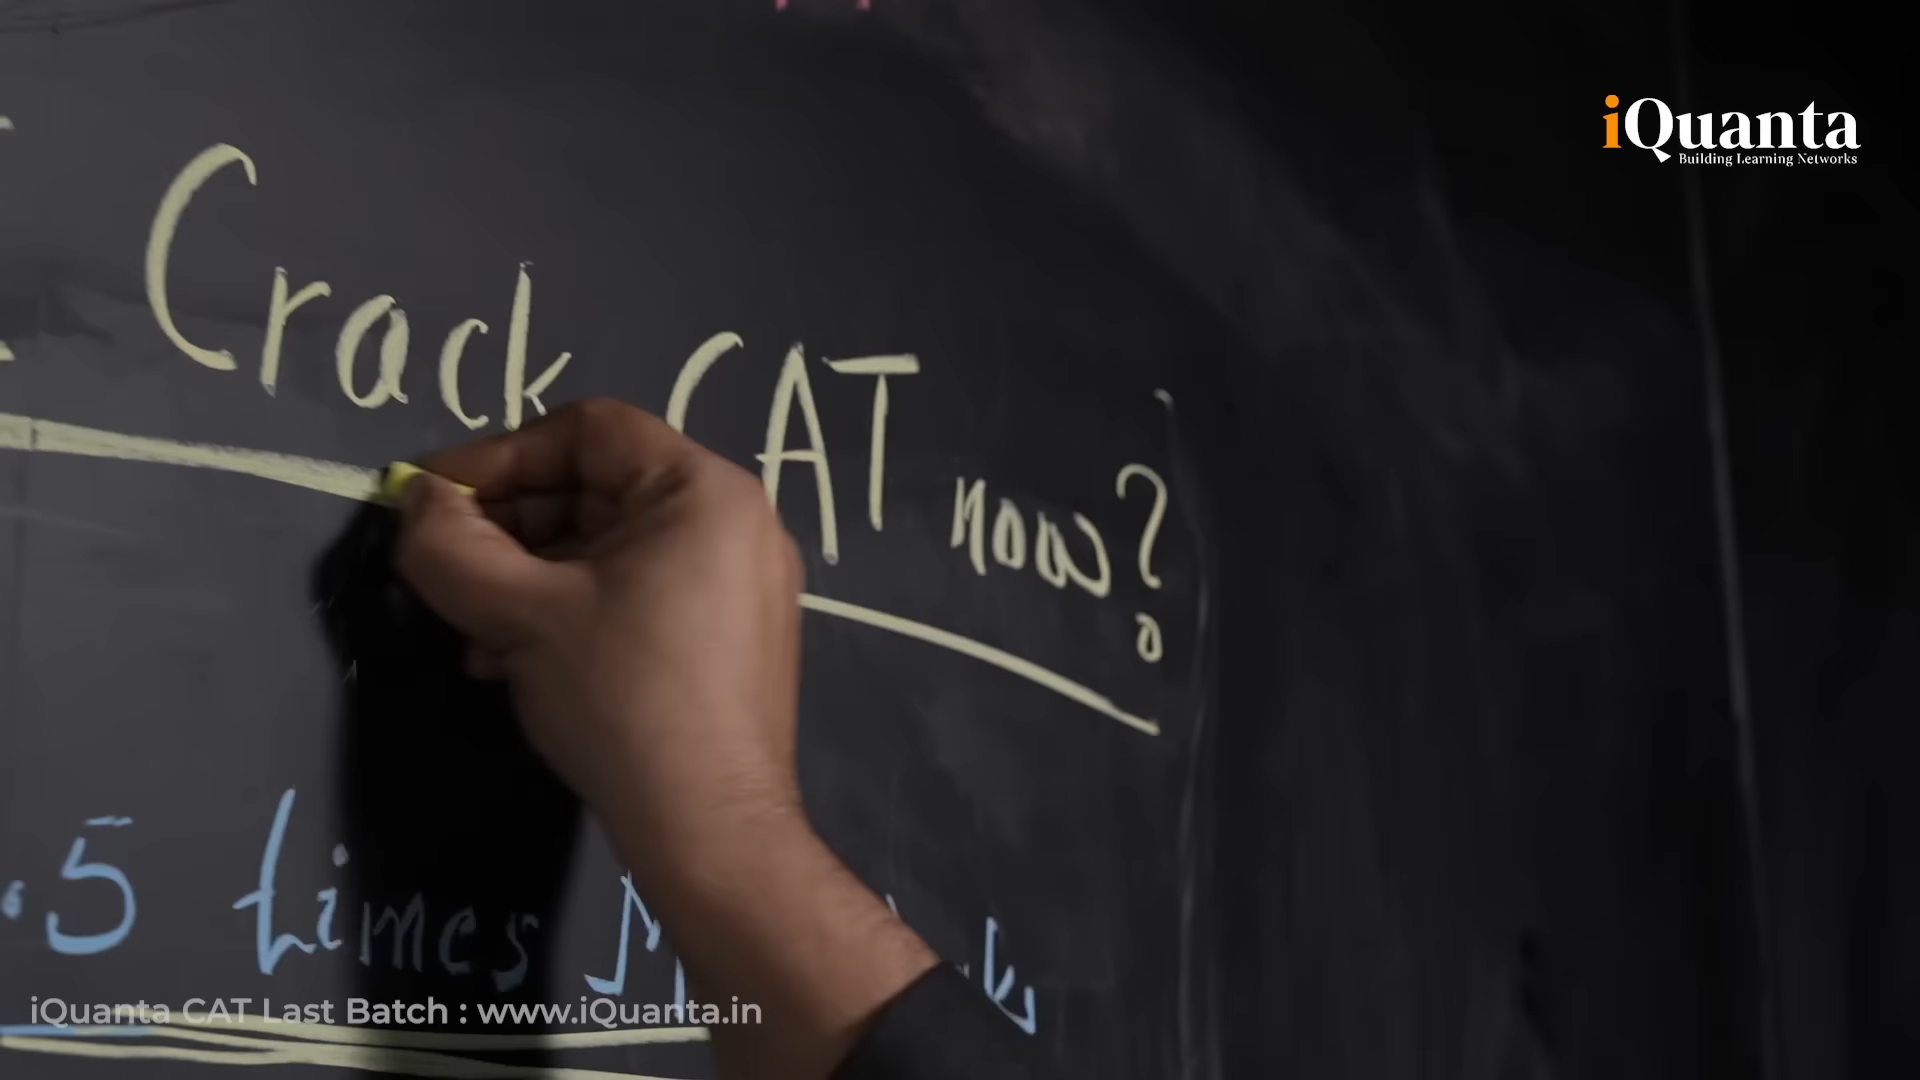 iQuanta
Building Learning Networks
Crack CAT now?
.5 times
iQuanta CAT Last Batch : www.iQuanta.in